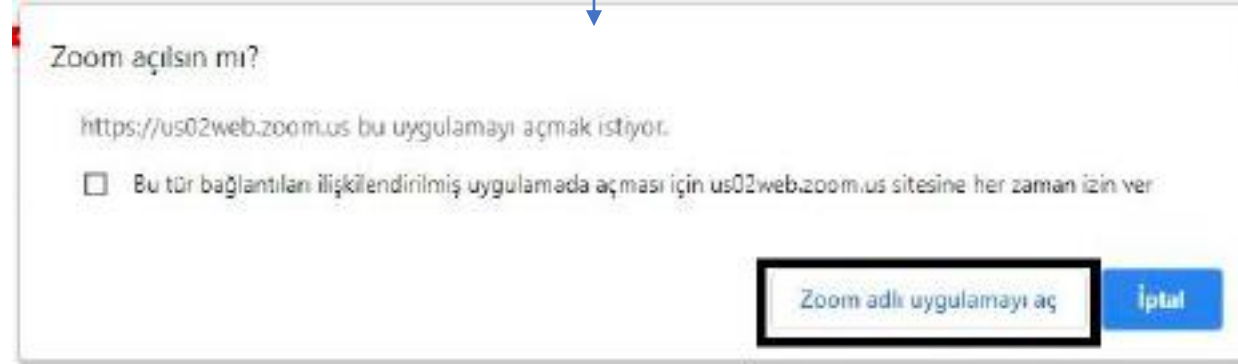 Zoom açılsın mı?
https://us02web.zoom.us bu uygulamayı açmak istiyor.
Bu tür bağlantıları ilişkilendirilmiş uygulamada açması için us02web.zoom.us sitesine her zaman izin ver
Zoom adlı uygulamayı aç
İptal